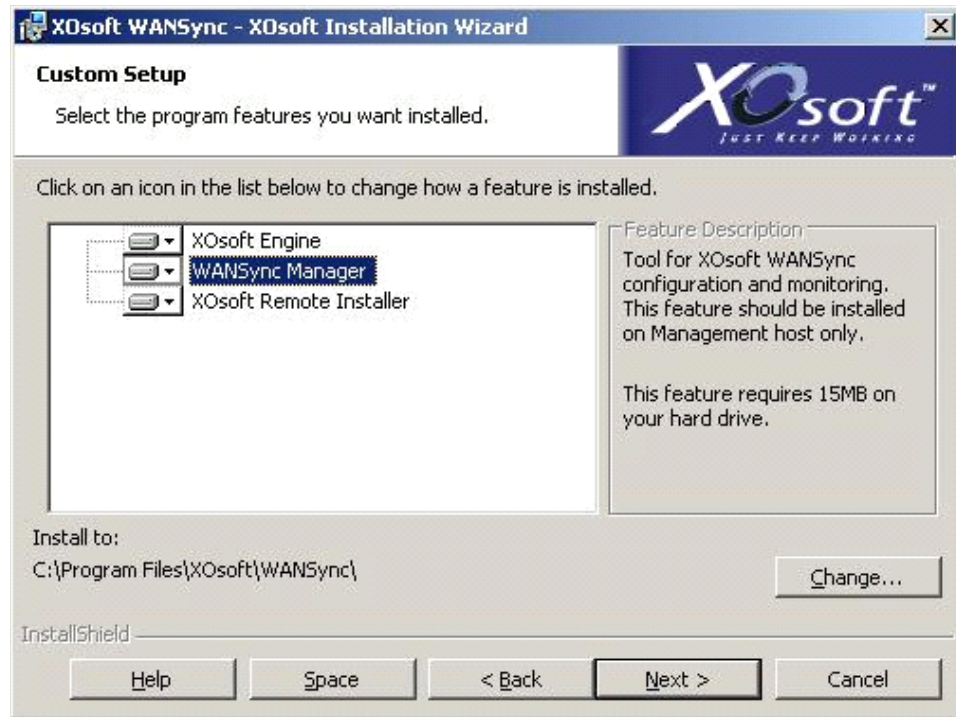 XOsoft WANSync - XOsoft Installation Wizard
Custom Setup
Select the program features you want installed.
XOsoft™
JUST KEEP WORKING
Click on an icon in the list below to change how a feature is installed.
XOsoft Engine
WANSync Manager
XOsoft Remote Installer
Feature Description
Tool for XOsoft WANSync
configuration and monitoring.
This feature should be installed
on Management host only.
This feature requires 15MB on
your hard drive.
Install to:
C:\Program Files\XOsoft\WANSync\
Change...
InstallShield
Help
Space
< Back
Next >
Cancel